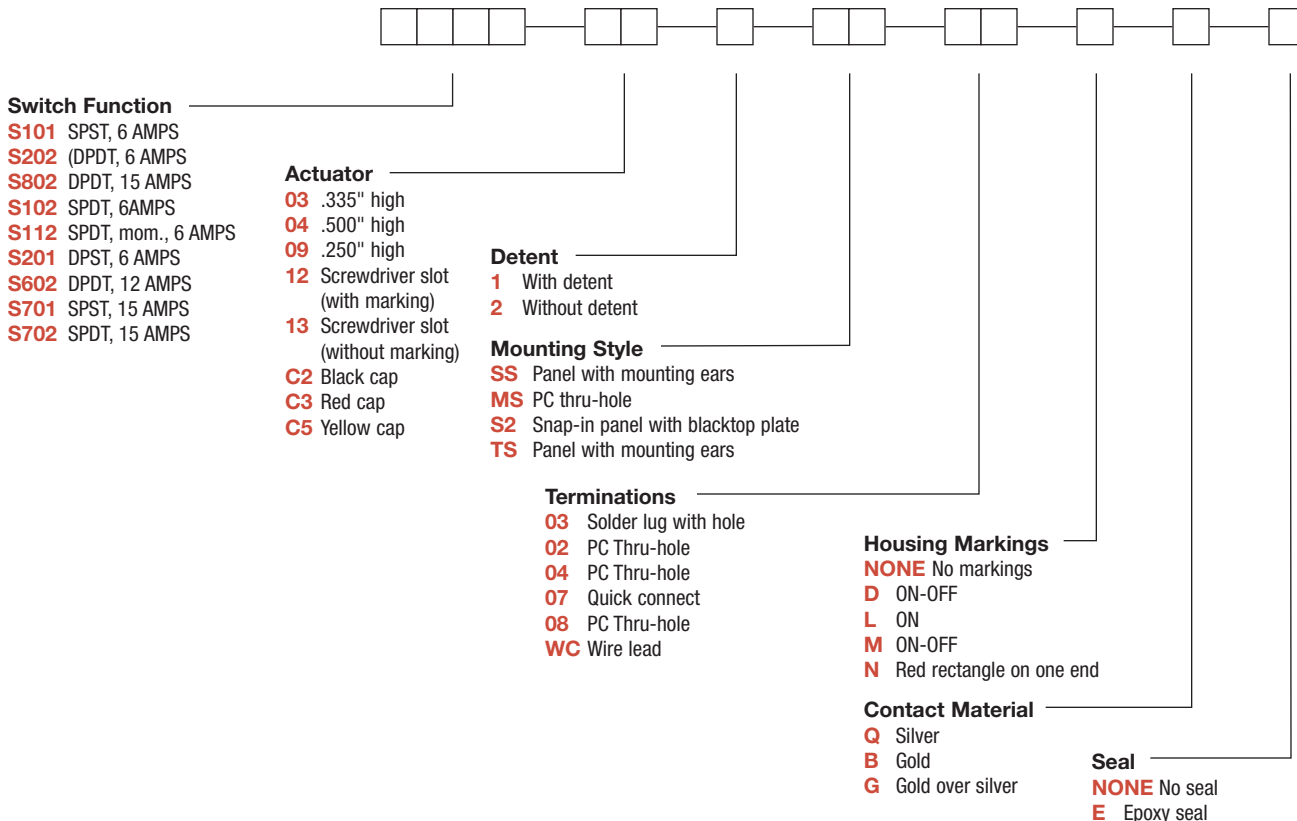 Switch Function
S101 SPST, 6 AMPS
S202 (DPDT, 6 AMPS
S802 DPDT, 15 AMPS
S102 SPDT, 6AMPS
S112 SPDT, mom., 6 AMPS
S201 DPST, 6 AMPS
S602 DPDT, 12 AMPS
S701 SPST, 15 AMPS
S702 SPDT, 15 AMPS
Actuator
03 .335" high
04 .500" high
09 .250" high
12 Screwdriver slot
(with marking)
13 Screwdriver slot
(without marking)
C2 Black cap
C3 Red cap
C5 Yellow cap
Detent
1 With detent
2 Without detent
Mounting Style
SS Panel with mounting ears
MS PC thru-hole
S2 Snap-in panel with blacktop plate
TS Panel with mounting ears
Terminations
03 Solder lug with hole
02 PC Thru-hole
04 PC Thru-hole
07 Quick connect
08 PC Thru-hole
WC Wire lead
Housing Markings
NONE No markings
D ON-OFF
L ON
M ON-OFF
N Red rectangle on one end
Contact Material
Q Silver
B Gold
G Gold over silver
Seal
NONE No seal
E Epoxy seal